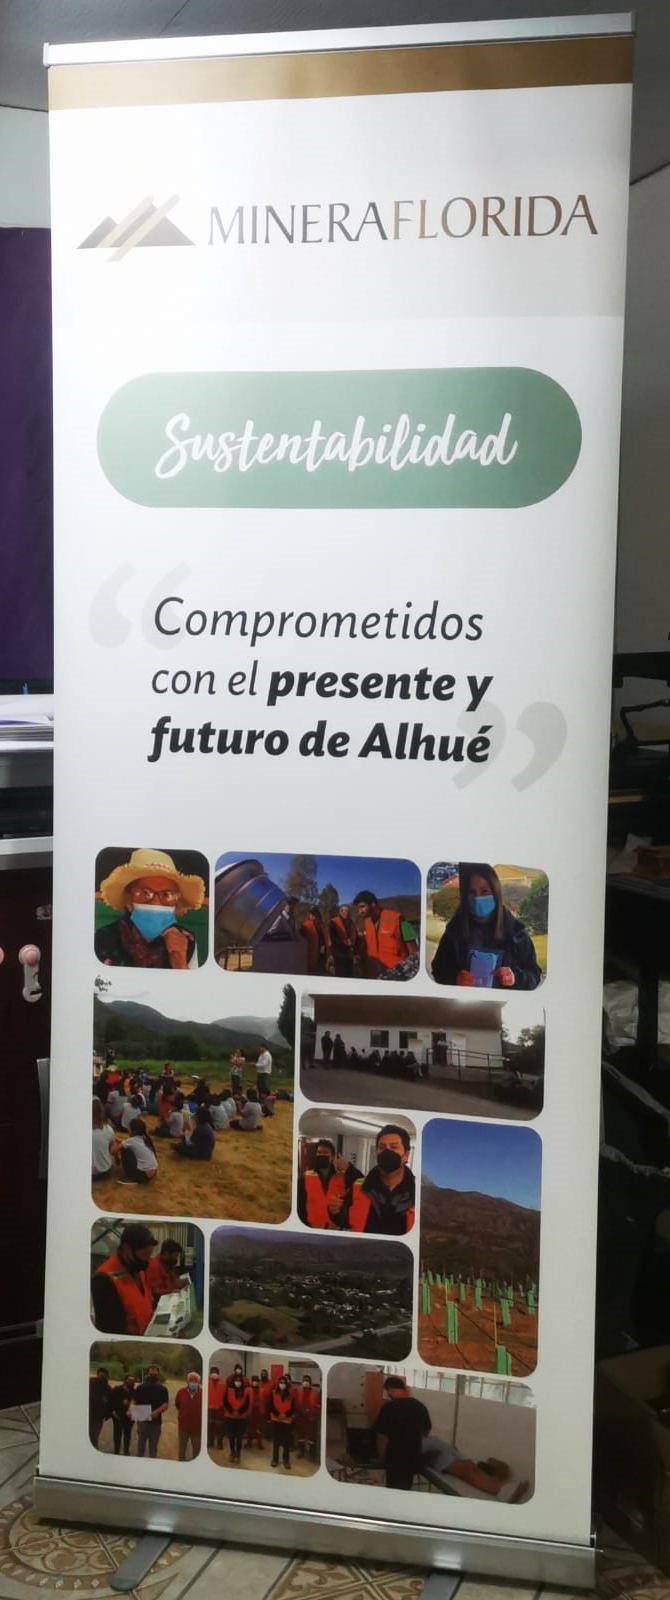 MINERAFLORIDA
Sustentabilidad
“Comprometidos
con el presente y
futuro de Alhué”